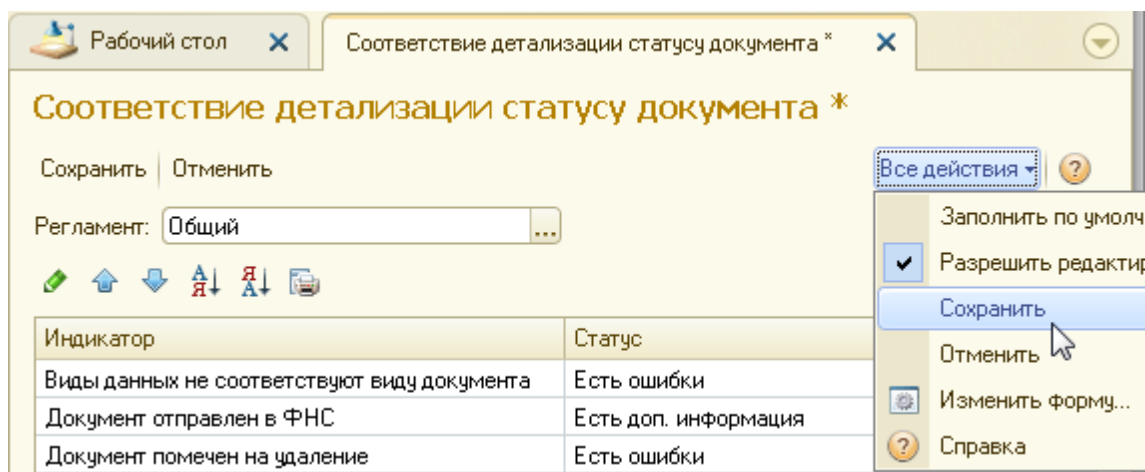 Рабочий стол
Соответствие детализации статусу документа *
Соответствие детализации статусу документа *
Сохранить Отменить Все действия
Регламент: Общий ...
Заполнить по умолч
Разрешить редактир
Сохранить
Отменить
Изменить форму...
Справка
Индикатор Статус
Виды данных не соответствуют виду документа Есть ошибки
Документ отправлен в ФНС Есть доп. информация
Документ помечен на удаление Есть ошибки